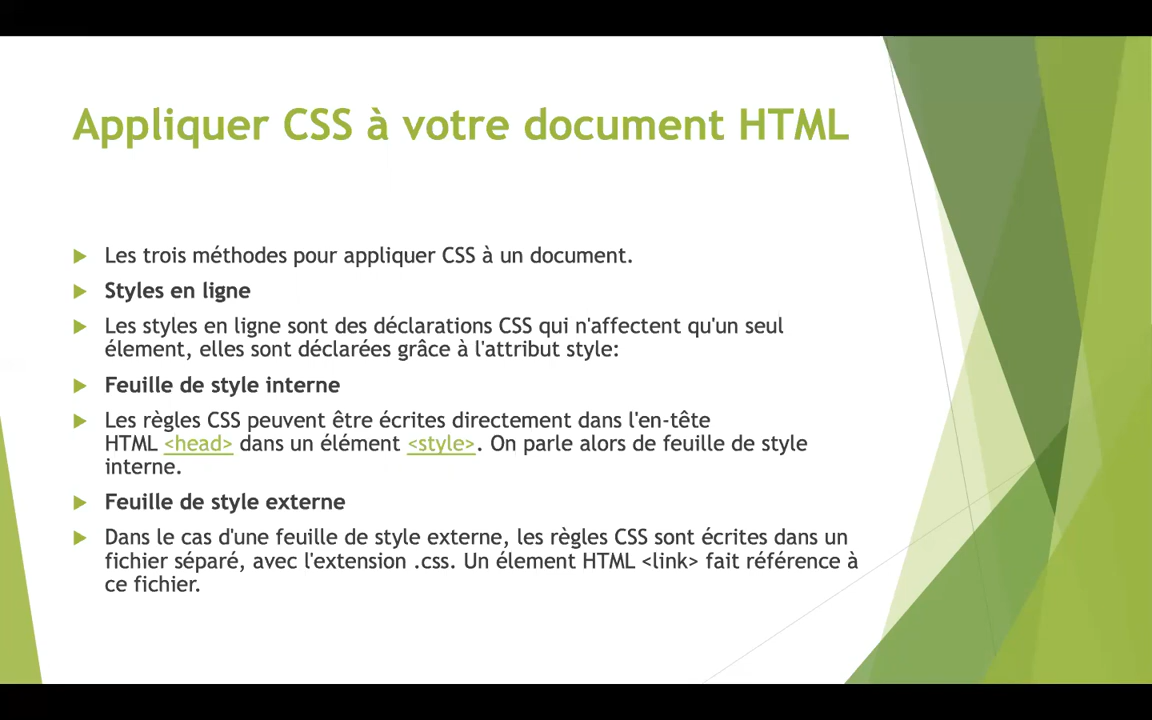 Appliquer CSS à votre document HTML
Les trois méthodes pour appliquer CSS à un document.
Styles en ligne
Les styles en ligne sont des déclarations CSS qui n'affectent qu'un seul
élement, elles sont déclarées grâce à l'attribut style:
Feuille de style interne
Les règles CSS peuvent être écrites directement dans l'en-tête
HTML <head> dans un élément <style>. On parle alors de feuille de style
interne.
Feuille de style externe
Dans le cas d'une feuille de style externe, les règles CSS sont écrites dans un
fichier séparé, avec l'extension .css. Un élement HTML <link> fait référence à
ce fichier.